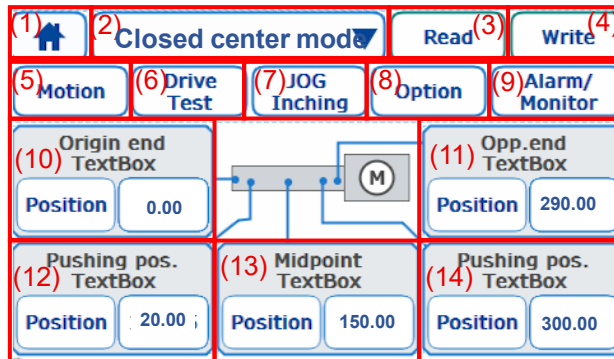 (1)
(2) Closed center mode
Read (3)
Write (4)
(5) Motion
(6) Drive
Test
(7) JOG
Inching
(8) Option
(9) Alarm/
Monitor
(10) Origin end
TextBox
Position 0.00
M
(11) Opp.end
TextBox
Position 290.00
(12) Pushing pos.
TextBox
Position 20.00
(13) Midpoint
TextBox
Position 150.00
(14) Pushing pos.
TextBox
Position 300.00